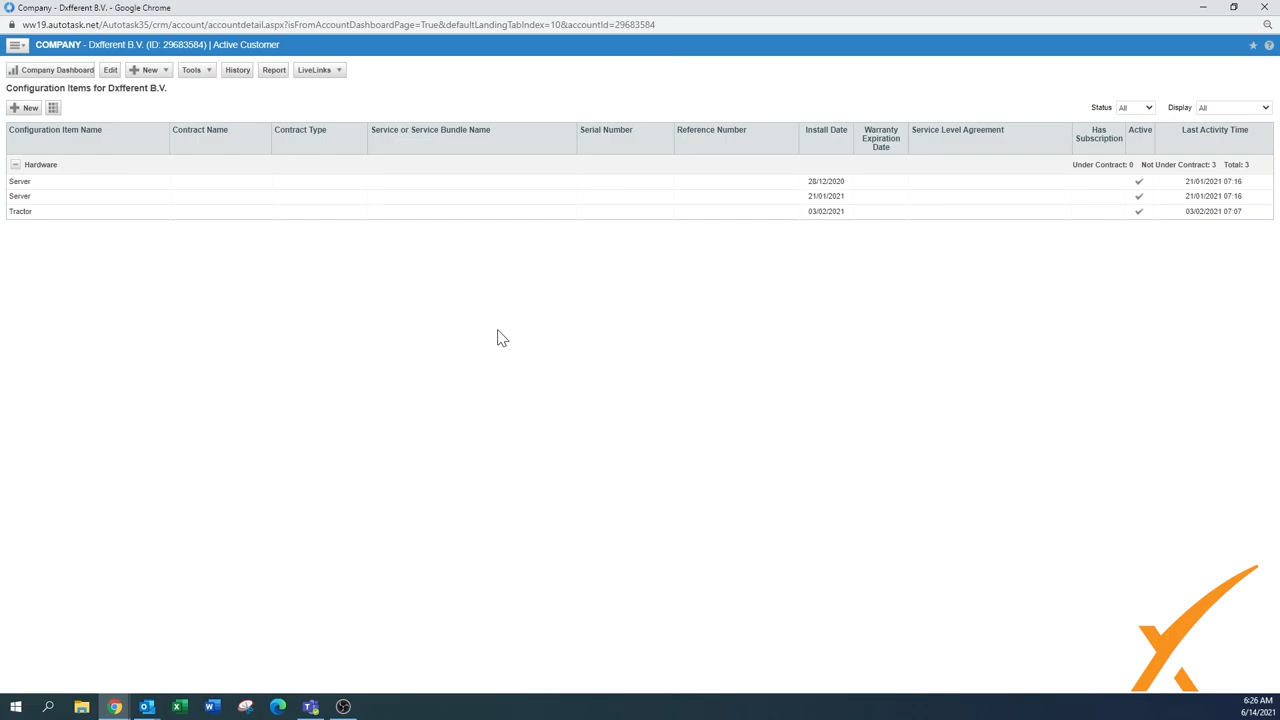 Company - Dxfferent B.V. - Google Chrome
ww19.autotask.net/Autotask35/crm/account/accountdetail.aspx?isFromAccountDashboardPage=True&defaultLandingTabIndex=10&accountId=29683584
COMPANY - Dxfferent B.V. (ID: 29683584) | Active Customer
Company Dashboard Edit New Tools History Report LiveLinks
Configuration Items for Dxfferent B.V.
New Status All Display All
Configuration Item Name Contract Name Contract Type Service or Service Bundle Name Serial Number Reference Number Install Date Warranty Expiration Date Service Level Agreement Has Subscription Active Last Activity Time
Hardware Under Contract: 0 Not Under Contract: 3 Total: 3
Server 28/12/2020 21/01/2021 07:16
Server 21/01/2021 21/01/2021 07:16
Tractor 03/02/2021 03/02/2021 07:07
6:26 AM
6/14/2021